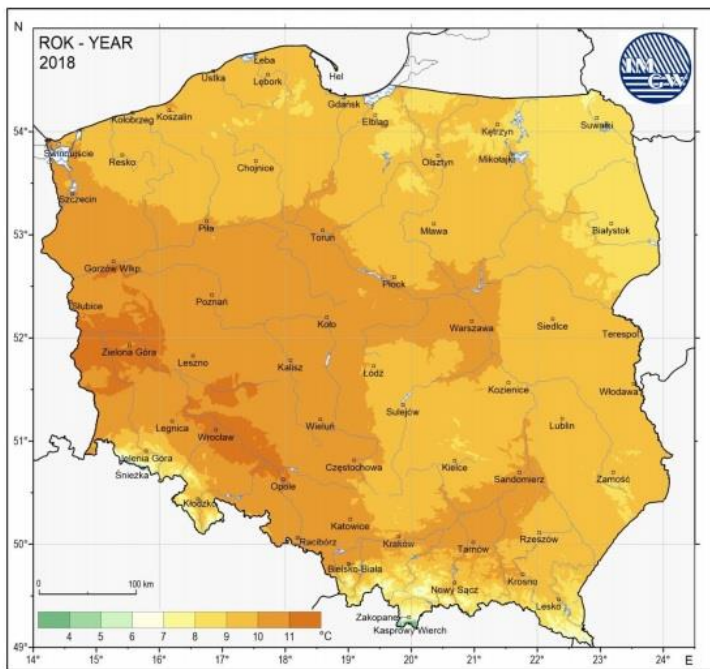 N
ROK - YEAR
2018
IM
GW
Łeba
Ustka
Lębork
Hel
Gdańsk
Koszalin
Kołobrzeg
Elbląg
Kętrzyn
Suwałki
54°
Świnoujście
Resko
Chojnice
Olsztyn
Mikołajki
Szczecin
Piła
Toruń
Mława
Białystok
53°
Gorzów Wlkp.
Płock
Poznań
Słubice
Koło
Warszawa
Siedlce
Terespol
52°
Zielona Góra
Leszno
Kalisz
Łódź
Kozienice
Włodawa
Sulejów
Legnica
Wrocław
Wieluń
Lublin
51°
Jelenia Góra
Śnieżka
Częstochowa
Kielce
Sandomierz
Zamość
Opole
Kłodzko
Katowice
Racibórz
Kraków
Tarnów
Rzeszów
50°
Bielsko-Biała
Nowy Sącz
Krosno
Lesko
0 100 km
Zakopane
Kasprowy Wierch
4 5 6 7 8 9 10 11 °C
49°
14° 15° 16° 17° 18° 19° 20° 21° 22° 23° 24° E